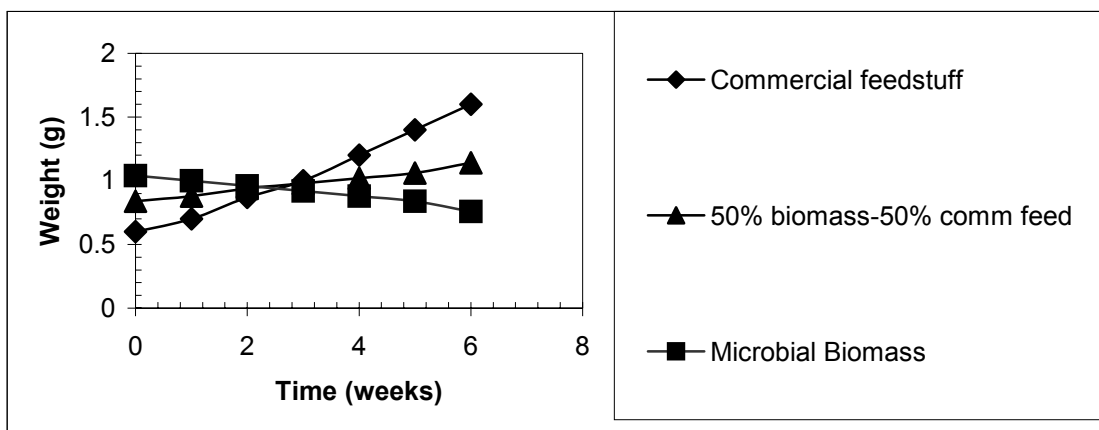 2
1.5
1
0.5
0
0 2 4 6 8
Weight (g)
Time (weeks)
Commercial feedstuff
50% biomass-50% comm feed
Microbial Biomass